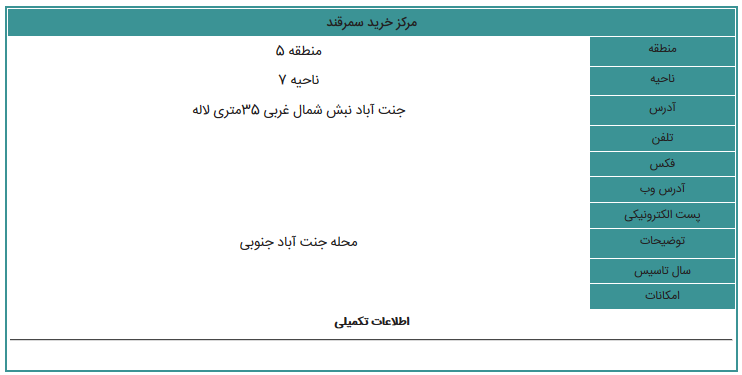 مرکز خرید سمرقند
منطقه منطقه ۵
ناحیه ناحیه ۷
آدرس جنت آباد نبش شمال غربی ۳۵متری لاله
تلفن
فکس
آدرس وب
پست الکترونیکی
توضیحات محله جنت آباد جنوبی
سال تاسیس
امکانات
اطلاعات تکمیلی